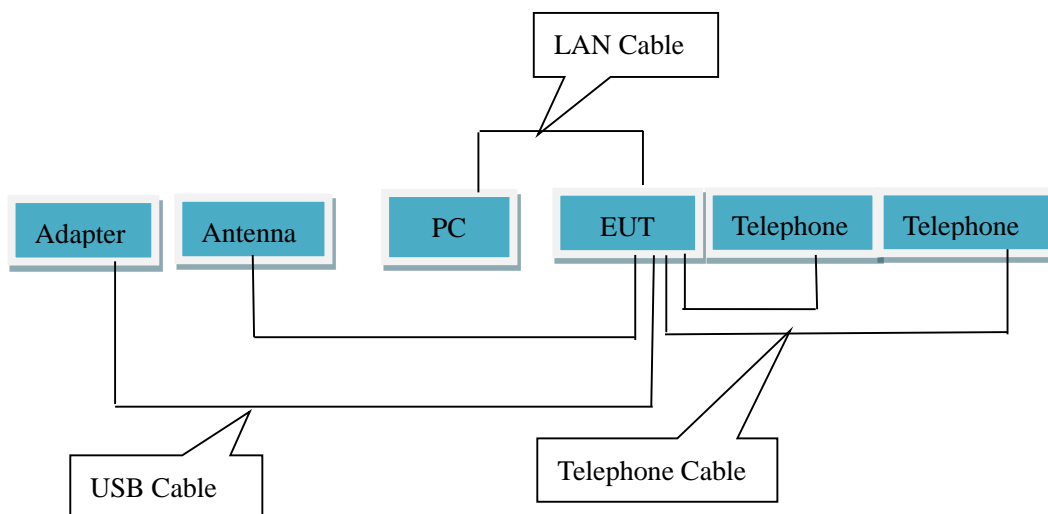 LAN Cable
Adapter
Antenna
PC
EUT
Telephone
Telephone
USB Cable
Telephone Cable